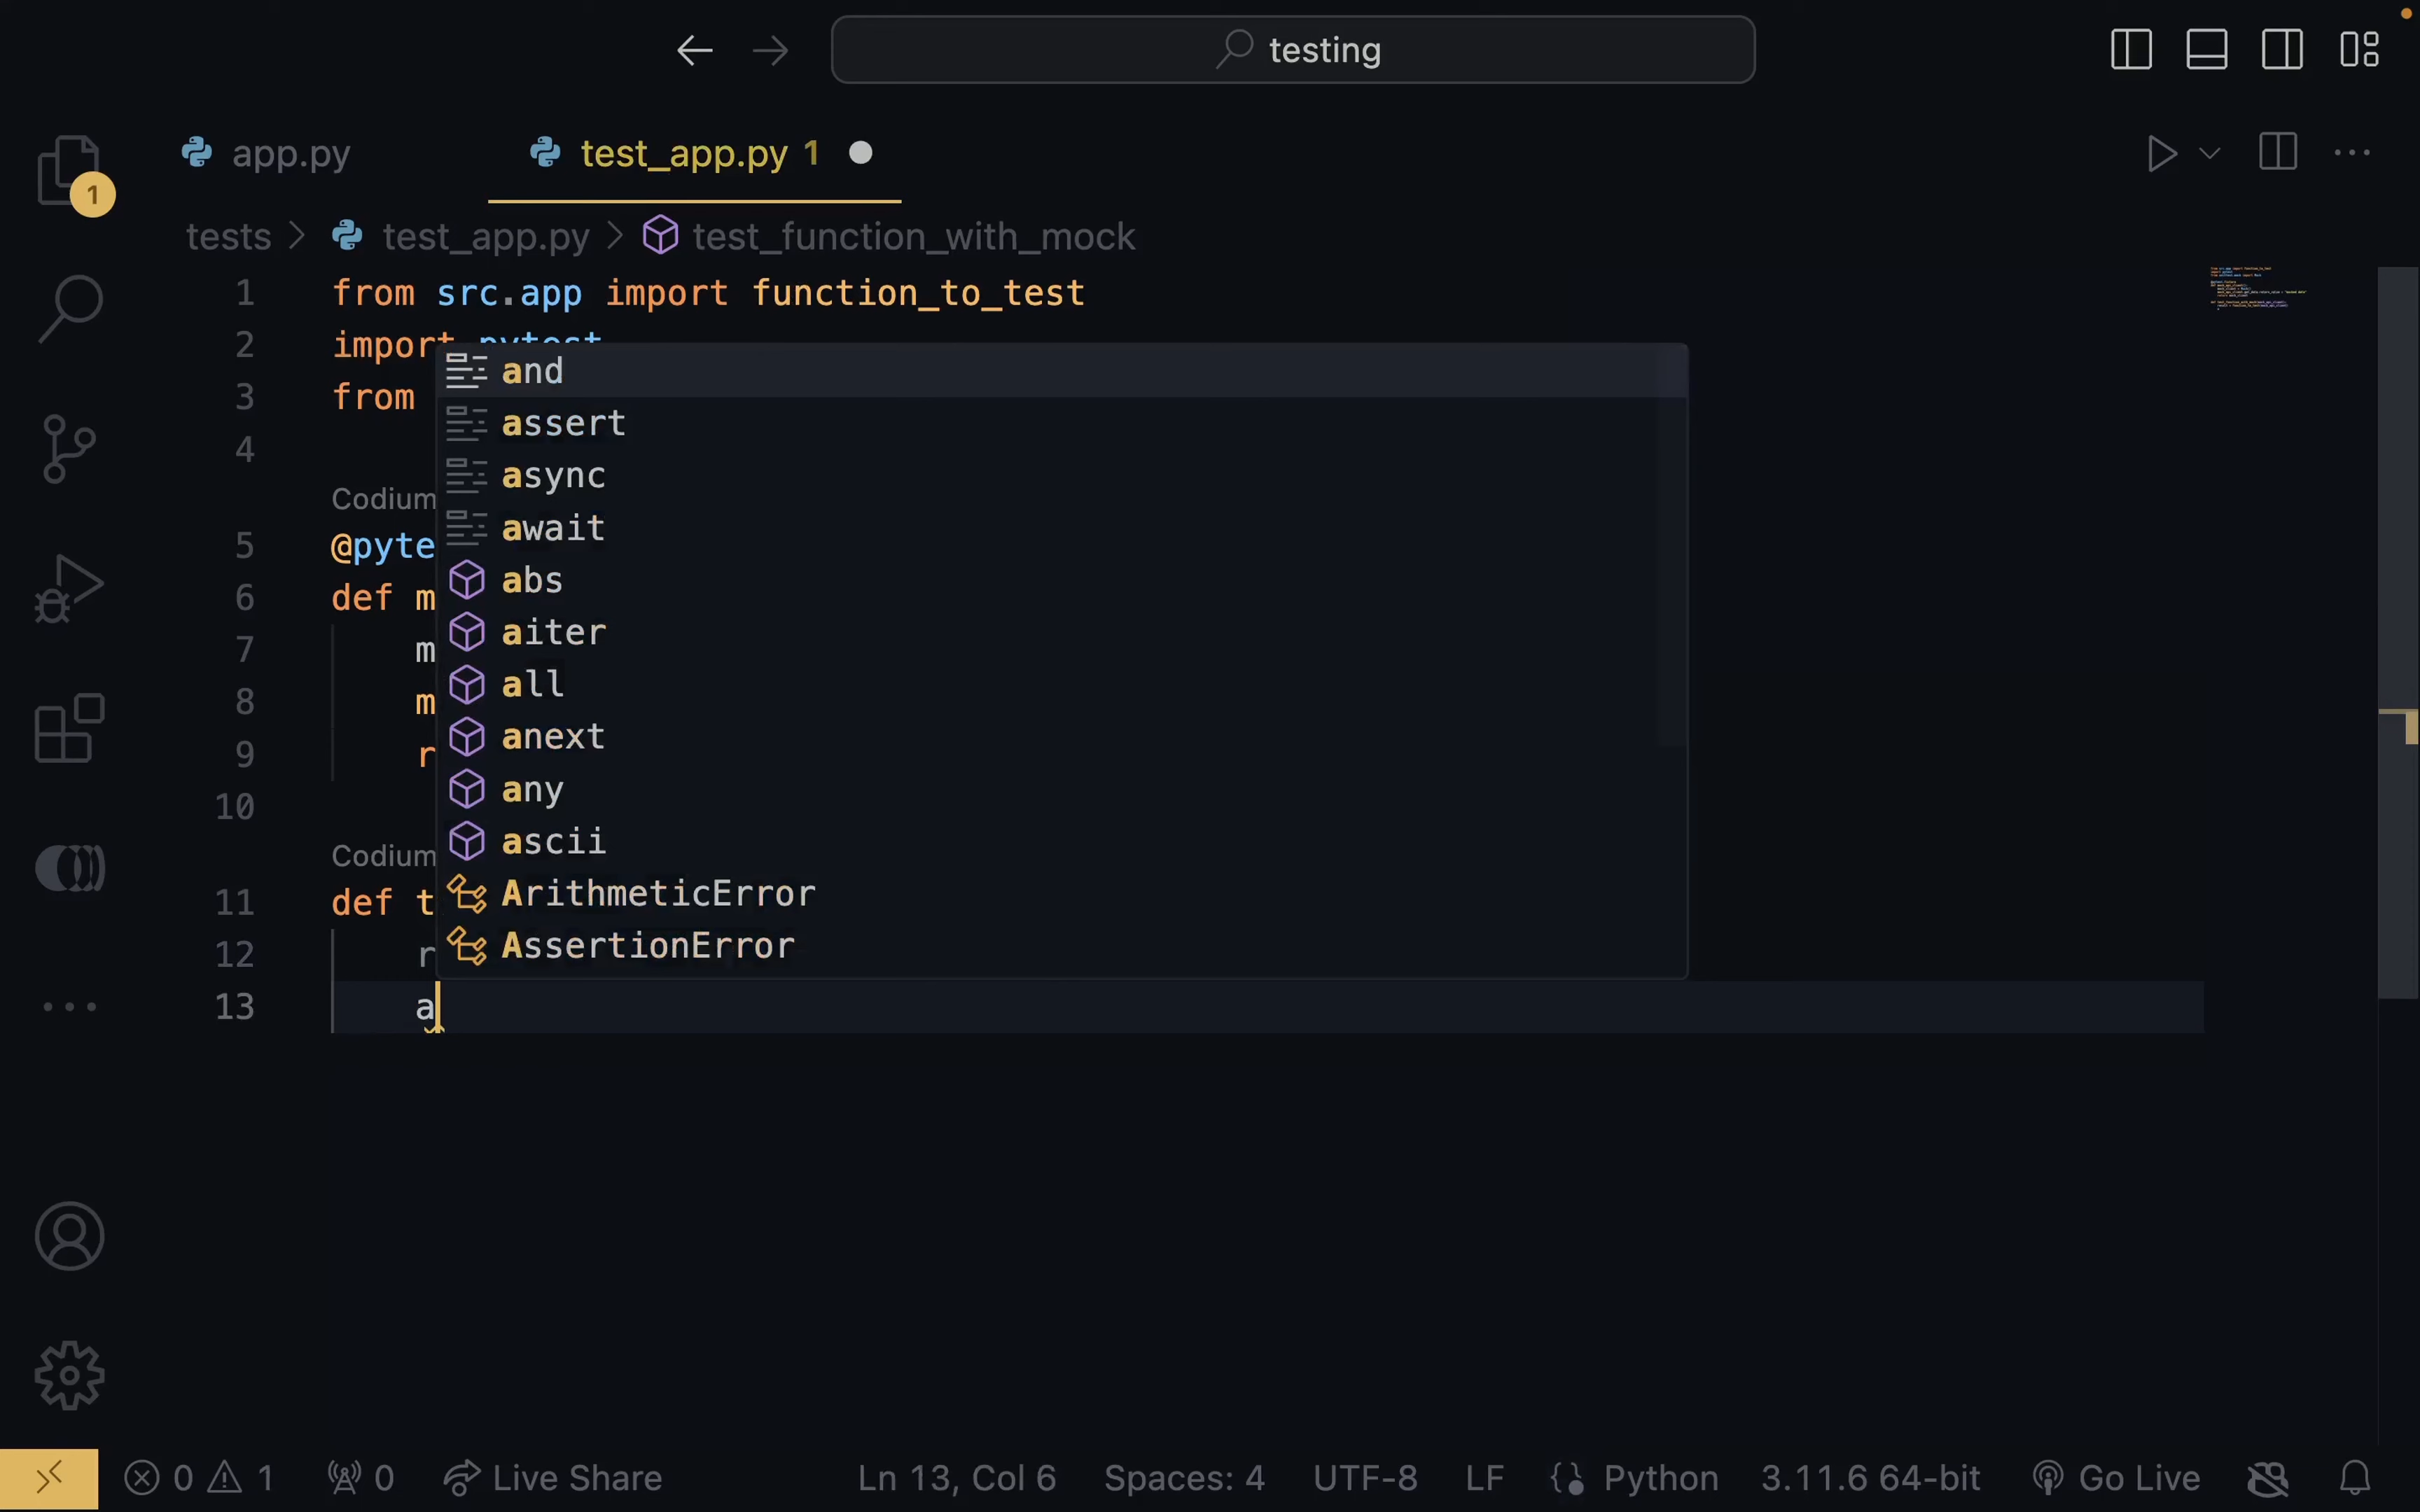 testing
app.py
test_app.py 1
1
tests > test_app.py > test_function_with_mock
1 from src.app import function_to_test
2 import pytest
3 from
4
Codium
5 @pyte
6 def m
7 m
8 m
9 r
10
Codium
11 def t
12 r
13 a
and
assert
async
await
abs
aiter
all
anext
any
ascii
ArithmeticError
AssertionError
0 1 0 Live Share Ln 13, Col 6 Spaces: 4 UTF-8 LF Python 3.11.6 64-bit Go Live